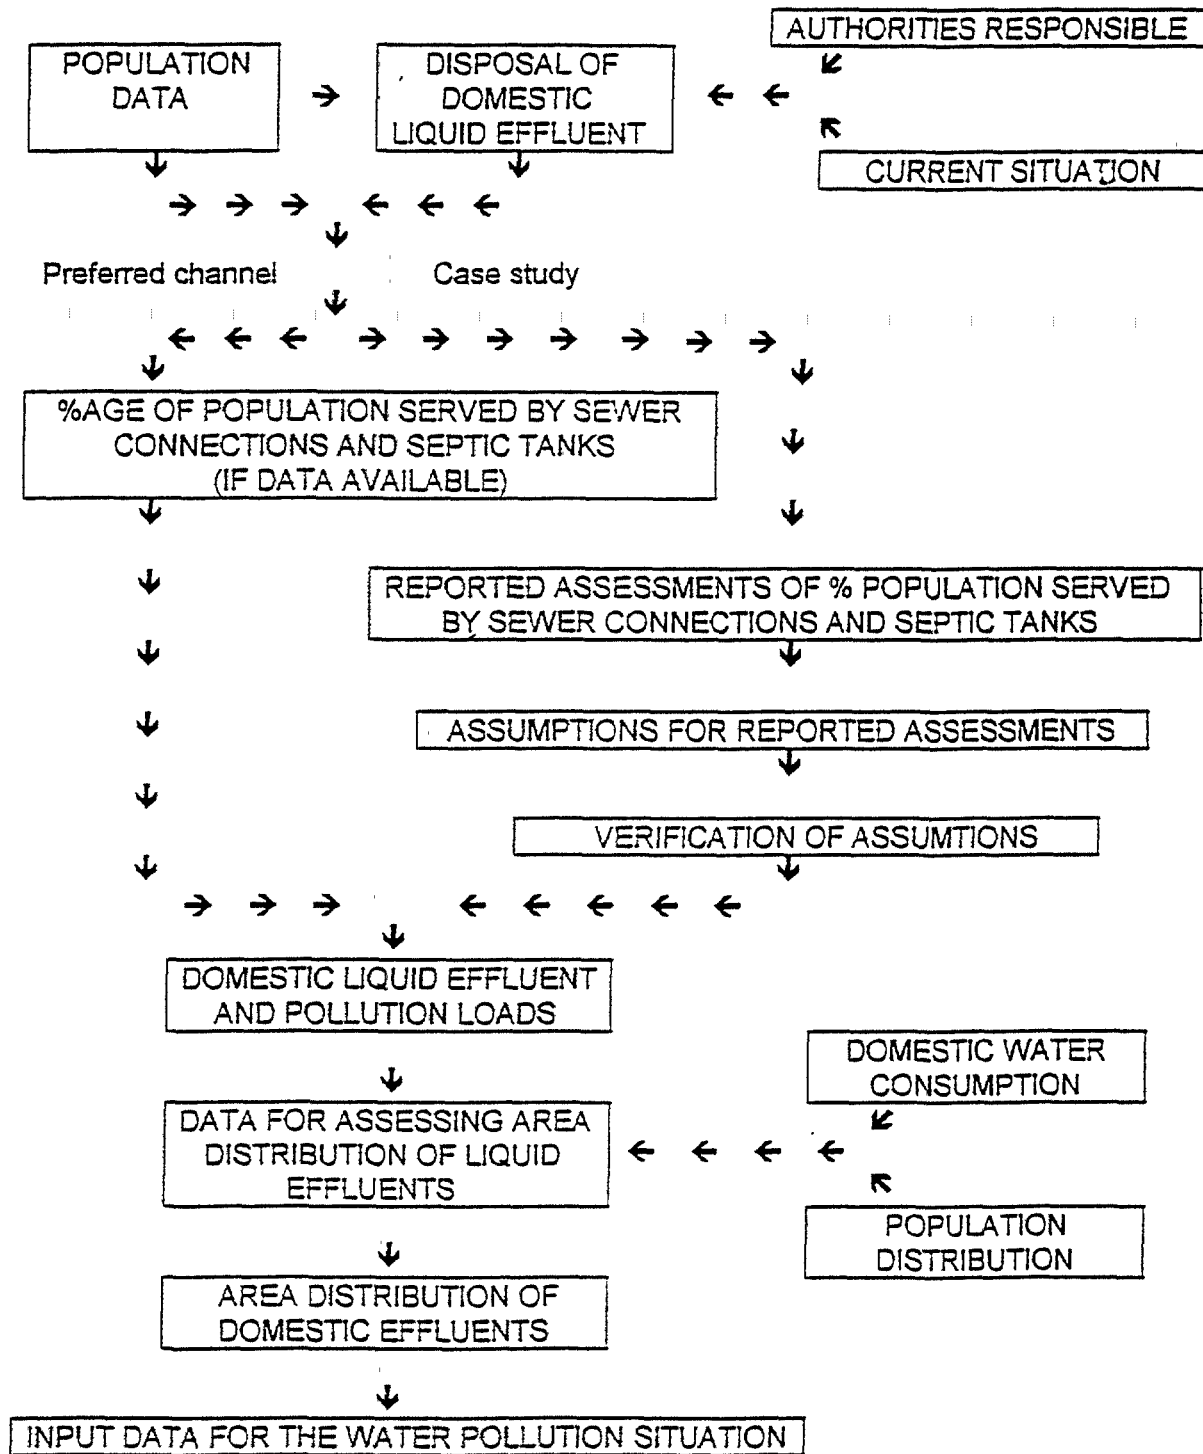 AUTHORITIES RESPONSIBLE
POPULATION
DATA
DISPOSAL OF
DOMESTIC
LIQUID EFFLUENT
CURRENT SITUATION
Preferred channel
Case study
%AGE OF POPULATION SERVED BY SEWER
CONNECTIONS AND SEPTIC TANKS
(IF DATA AVAILABLE)
REPORTED ASSESSMENTS OF % POPULATION SERVED
BY SEWER CONNECTIONS AND SEPTIC TANKS
ASSUMPTIONS FOR REPORTED ASSESSMENTS
VERIFICATION OF ASSUMTIONS
DOMESTIC LIQUID EFFLUENT
AND POLLUTION LOADS
DOMESTIC WATER
CONSUMPTION
DATA FOR ASSESSING AREA
DISTRIBUTION OF LIQUID
EFFLUENTS
POPULATION
DISTRIBUTION
AREA DISTRIBUTION OF
DOMESTIC EFFLUENTS
INPUT DATA FOR THE WATER POLLUTION SITUATION